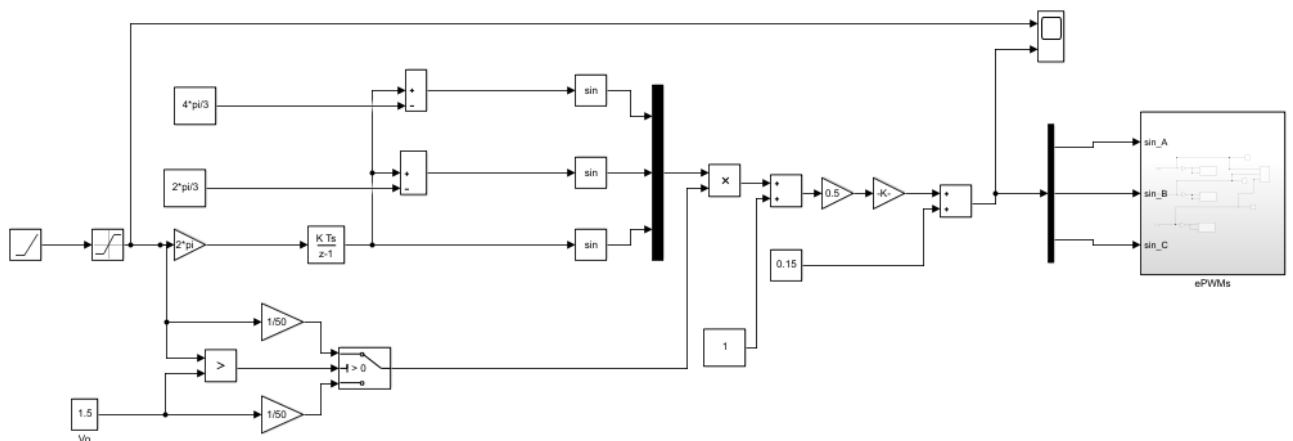 4*pi/3
+
−
sin
2*pi/3
+
−
sin
2*pi
K Ts
z-1
sin
×
+
+
0.5
-K-
+
+
0.15
1
sin_A
sin_B
sin_C
ePWMs
1/50
>
> 0
1.5
1/50
Vo